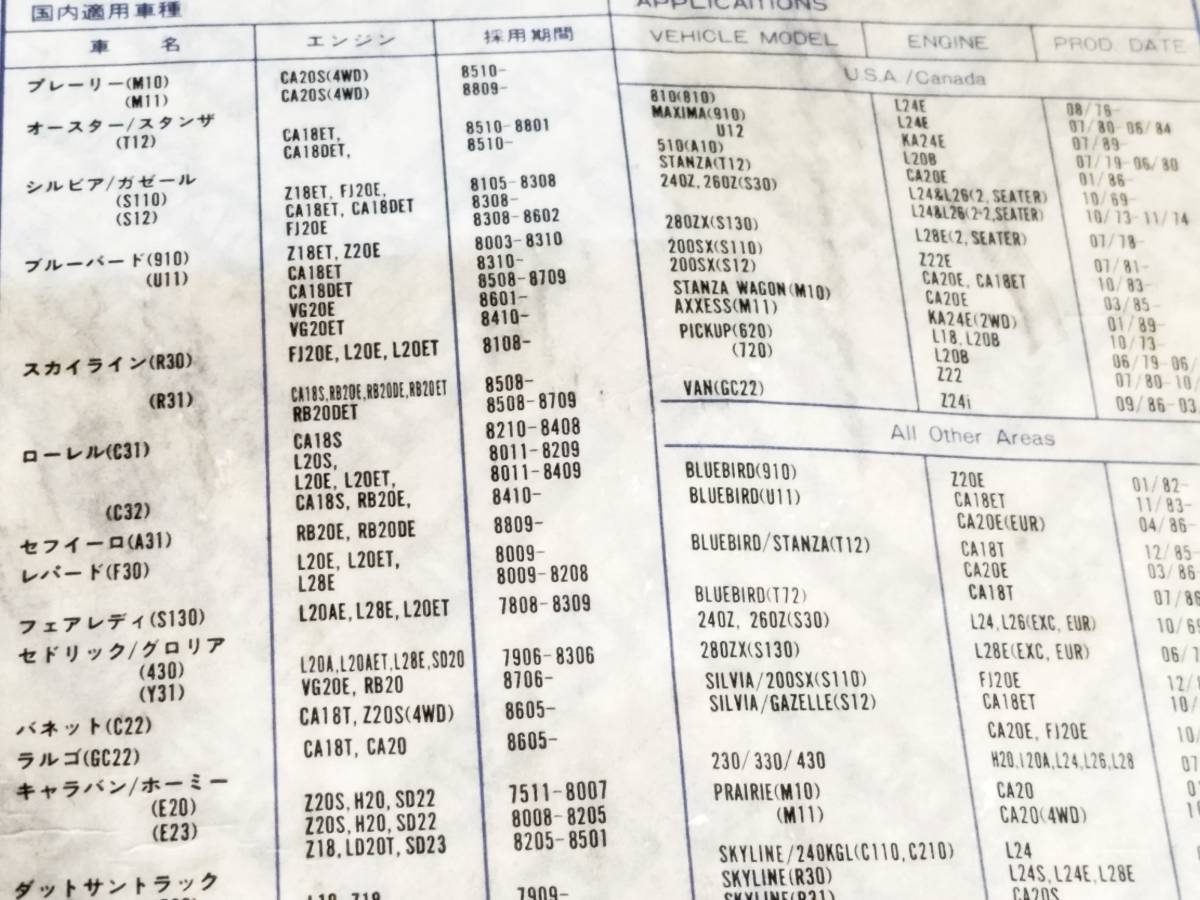 国内適用車種
車 名 エンジン 採用期間
プレーリー(M10) CA20S(4WD) 8510-
(M11) CA20S(4WD) 8809-
オースター/スタンザ
(T12) CA18ET, 8510-8801
CA18DET, 8510-
シルビア/ガゼール
(S110) Z18ET, FJ20E, 8105-8308
(S12) CA18ET, CA18DET 8308-
FJ20E 8308-8602
ブルーバード(910) Z18ET, Z20E 8003-8310
(U11) CA18ET 8310-
CA18DET 8508-8709
VG20E 8601-
VG20ET 8410-
スカイライン(R30) FJ20E, L20E, L20ET 8108-
(R31) CA18S,RB20E,RB20DE,RB20ET 8508-
RB20DET 8508-8709
ローレル(C31) CA18S 8210-8408
L20S, 8011-8209
L20E, L20ET, 8011-8409
(C32) CA18S, RB20E, 8410-
セフイーロ(A31) RB20E, RB20DE 8809-
レパード(F30) L20E, L20ET, 8009-
L28E 8009-8208
フェアレディ(S130) L20AE, L28E, L20ET 7808-8309
セドリック/グロリア
(430) L20A,L20AET,L28E,SD20 7906-8306
(Y31) VG20E, RB20 8706-
バネット(C22) CA18T, Z20S(4WD) 8605-
ラルゴ(GC22) CA18T, CA20 8605-
キャラバン/ホーミー
(E20) Z20S, H20, SD22 7511-8007
(E23) Z20S, H20, SD22 8008-8205
Z18, LD20T, SD23 8205-8501
ダットサントラック
7909-
APPLICAITIONS
VEHICLE MODEL ENGINE PROD. DATE
U.S.A./Canada
810(810) L24E 08/76-
MAXIMA(910) L24E 07/80-06/84
U12 KA24E 07/89-
510(A10) L20B 07/79-06/80
STANZA(T12) CA20E 01/86-
240Z, 260Z(S30) L24&L26(2, SEATER) 10/69-
L24&L26(2-2, SEATER) 10/73-11/74
280ZX(S130) L28E(2, SEATER) 07/78-
200SX(S110) Z22E 07/81-
200SX(S12) CA20E, CA18ET 10/83-
STANZA WAGON(M10) CA20E 03/85-
AXXESS(M11) KA24E(2WD) 01/89-
PICKUP(620) L18, L20B 10/73-
(720) L20B 06/79-06/
Z22 07/80-10/
VAN(GC22) Z24i 09/86-03
All Other Areas
BLUEBIRD(910) Z20E 01/82-
BLUEBIRD(U11) CA18ET 11/83-
CA20E(EUR) 04/86-
BLUEBIRD/STANZA(T12) CA18T 12/85-
CA20E 03/86-
BLUEBIRD(T72) CA18T 07/86
240Z, 260Z(S30) L24, L26(EXC, EUR) 10/69
280ZX(S130) L28E(EXC, EUR) 06/7
SILVIA/200SX(S110) FJ20E 12/
SILVIA/GAZELLE(S12) CA18ET 10/
CA20E, FJ20E 10/
230/330/430 H20,L20A,L24,L26,L28 07
PRAIRIE(M10) CA20
(M11) CA20(4WD)
SKYLINE/240KGL(C110, C210) L24
SKYLINE(R30) L24S, L24E, L28E
SKYLINE(R31) CA20S